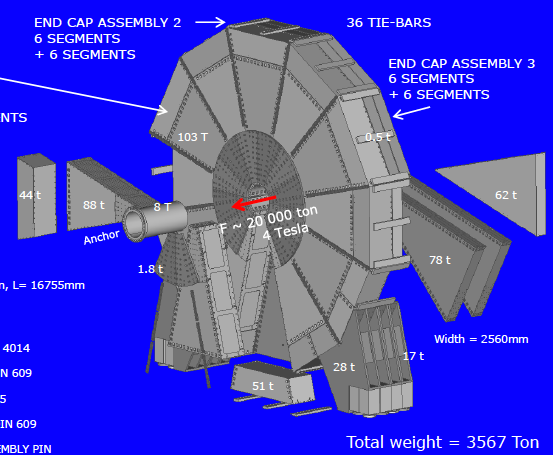 END CAP ASSEMBLY 2
6 SEGMENTS
+ 6 SEGMENTS
36 TIE-BARS
END CAP ASSEMBLY 3
6 SEGMENTS
+ 6 SEGMENTS
NTS
103 T
0.5 t
44 t
88 t
8 T
62 t
Anchor
F ~ 20 000 ton
4 Tesla
78 t
1.8 t
n, L= 16755mm
Width = 2560mm
4014
N 609
28 t
17 t
51 t
5
IN 609
MBLY PIN
Total weight = 3567 Ton